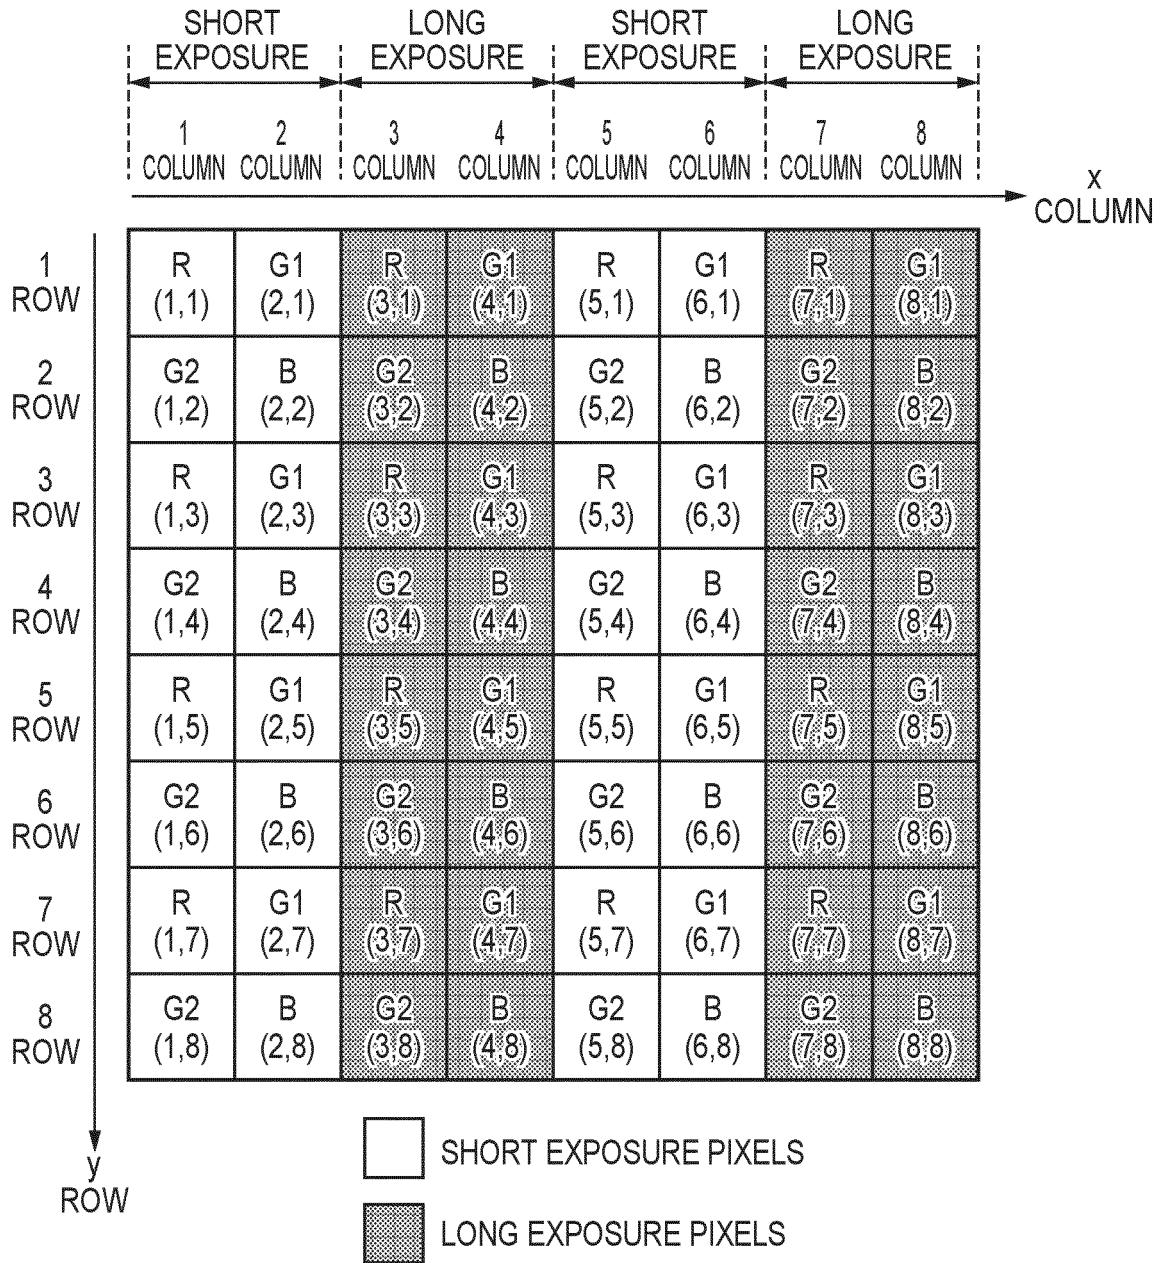 SHORT EXPOSURE LONG EXPOSURE SHORT EXPOSURE LONG EXPOSURE
1 COLUMN 2 COLUMN 3 COLUMN 4 COLUMN 5 COLUMN 6 COLUMN 7 COLUMN 8 COLUMN
x COLUMN
1 ROW
R G1 R G1 R G1 R G1
(1,1) (2,1) (3,1) (4,1) (5,1) (6,1) (7,1) (8,1)
2 ROW
G2 B G2 B G2 B G2 B
(1,2) (2,2) (3,2) (4,2) (5,2) (6,2) (7,2) (8,2)
3 ROW
R G1 R G1 R G1 R G1
(1,3) (2,3) (3,3) (4,3) (5,3) (6,3) (7,3) (8,3)
4 ROW
G2 B G2 B G2 B G2 B
(1,4) (2,4) (3,4) (4,4) (5,4) (6,4) (7,4) (8,4)
5 ROW
R G1 R G1 R G1 R G1
(1,5) (2,5) (3,5) (4,5) (5,5) (6,5) (7,5) (8,5)
6 ROW
G2 B G2 B G2 B G2 B
(1,6) (2,6) (3,6) (4,6) (5,6) (6,6) (7,6) (8,6)
7 ROW
R G1 R G1 R G1 R G1
(1,7) (2,7) (3,7) (4,7) (5,7) (6,7) (7,7) (8,7)
8 ROW
G2 B G2 B G2 B G2 B
(1,8) (2,8) (3,8) (4,8) (5,8) (6,8) (7,8) (8,8)
y ROW
SHORT EXPOSURE PIXELS
LONG EXPOSURE PIXELS